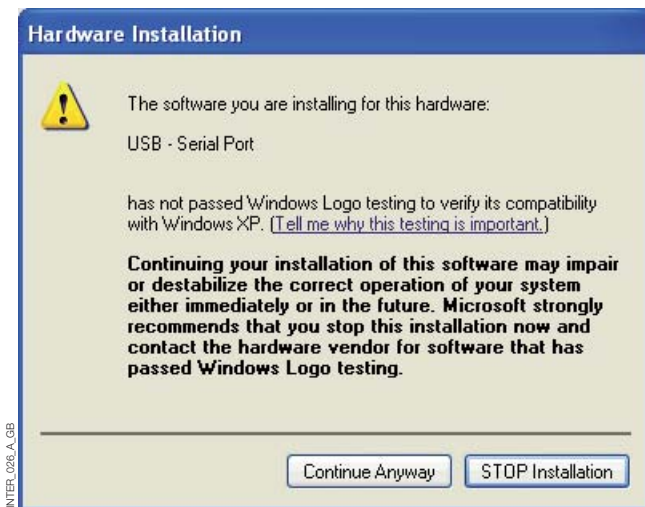 Hardware Installation
The software you are installing for this hardware:
USB - Serial Port
has not passed Windows Logo testing to verify its compatibility
with Windows XP. (Tell me why this testing is important.)
Continuing your installation of this software may impair
or destabilize the correct operation of your system
either immediately or in the future. Microsoft strongly
recommends that you stop this installation now and
contact the hardware vendor for software that has
passed Windows Logo testing.
Continue Anyway
STOP Installation
INTER_026_A_GB